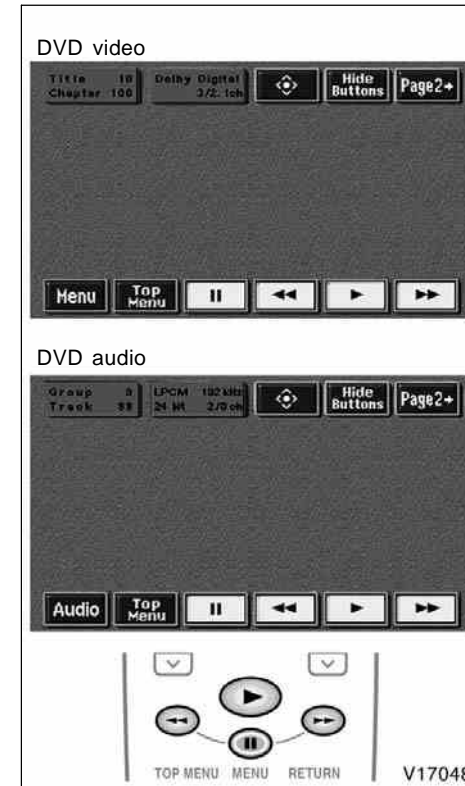 DVD video
Title 10 Dolby Digital Hide Page2
Chapter 100 3/2. 1ch Buttons
Menu Top Menu
DVD audio
Group Hide Page2
Track LPCM 192 kHz Buttons
24 bit 2/0 ch
Audio Top Menu
TOP MENU MENU RETURN
V17048